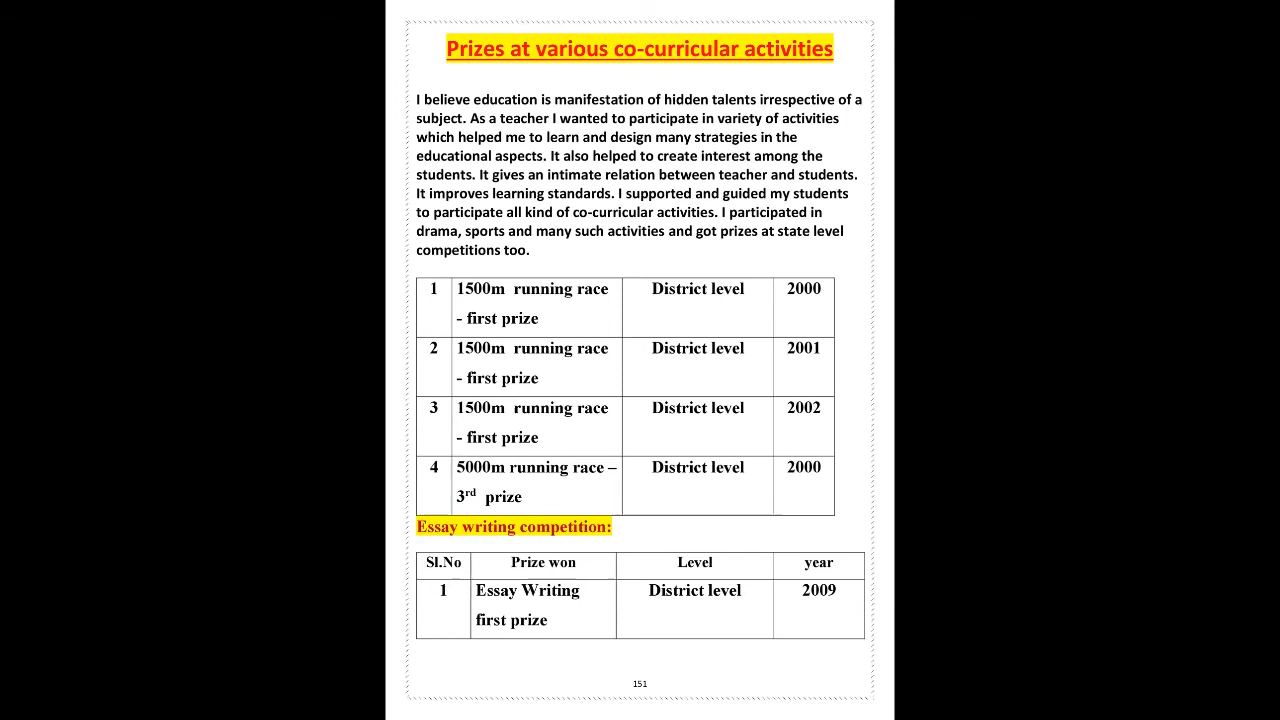 Prizes at various co-curricular activities
I believe education is manifestation of hidden talents irrespective of a
subject. As a teacher I wanted to participate in variety of activities
which helped me to learn and design many strategies in the
educational aspects. It also helped to create interest among the
students. It gives an intimate relation between teacher and students.
It improves learning standards. I supported and guided my students
to participate all kind of co-curricular activities. I participated in
drama, sports and many such activities and got prizes at state level
competitions too.
1 1500m running race District level 2000
- first prize
2 1500m running race District level 2001
- first prize
3 1500m running race District level 2002
- first prize
4 5000m running race – District level 2000
3rd prize
Essay writing competition:
Sl.No Prize won Level year
1 Essay Writing District level 2009
first prize
151